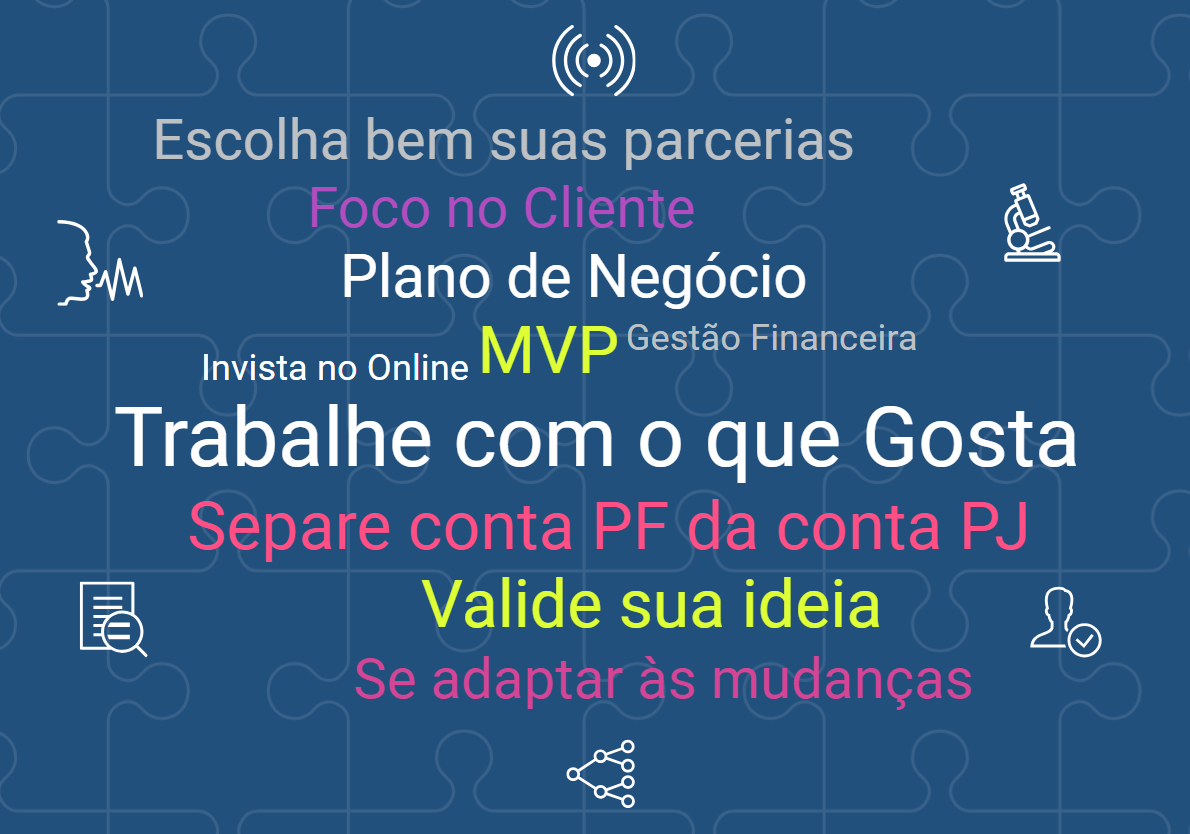 Escolha bem suas parcerias
Foco no Cliente
Plano de Negócio
MVP Gestão Financeira
Invista no Online
Trabalhe com o que Gosta
Separe conta PF da conta PJ
Valide sua ideia
Se adaptar às mudanças